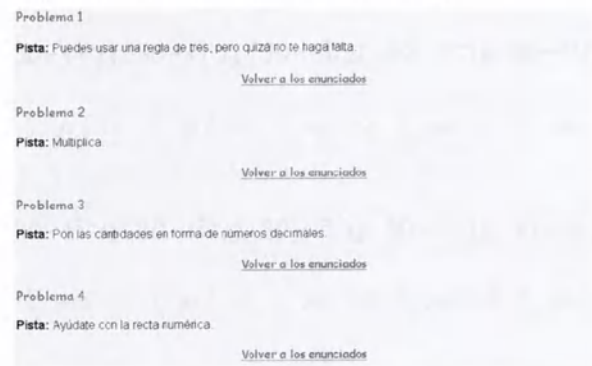 Problema 1
Pista: Puedes usar una regla de tres, pero quizá no te haga falta.
Volver a los enunciados
Problema 2
Pista: Multiplica
Volver a los enunciados
Problema 3
Pista: Pon las cantidades en forma de números decimales.
Volver a los enunciados
Problema 4
Pista: Ayúdate con la recta numérica.
Volver a los enunciados